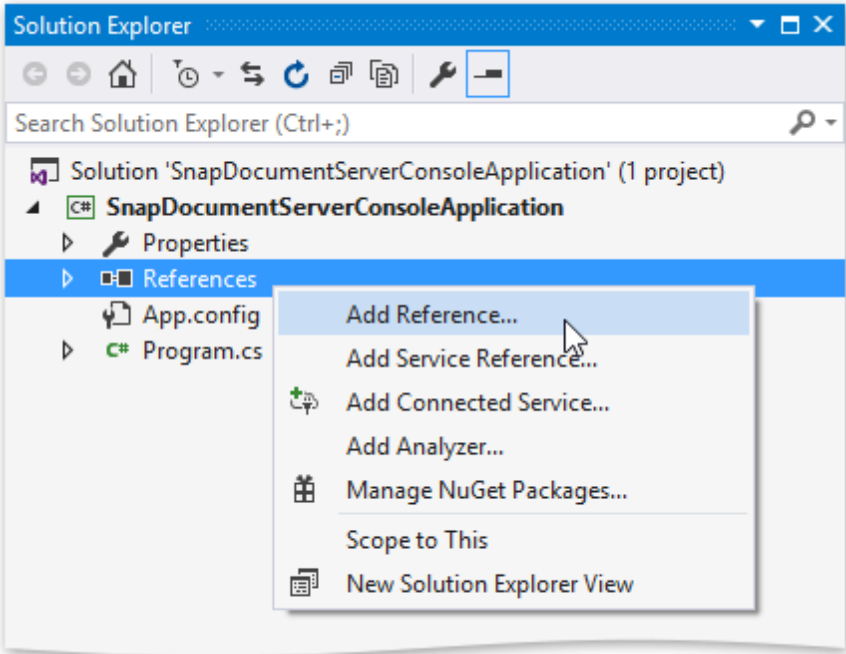 Solution Explorer
Search Solution Explorer (Ctrl+;)
Solution 'SnapDocumentServerConsoleApplication' (1 project)
C# SnapDocumentServerConsoleApplication
Properties
References
App.config
C# Program.cs
Add Reference...
Add Service Reference...
Add Connected Service...
Add Analyzer...
Manage NuGet Packages...
Scope to This
New Solution Explorer View